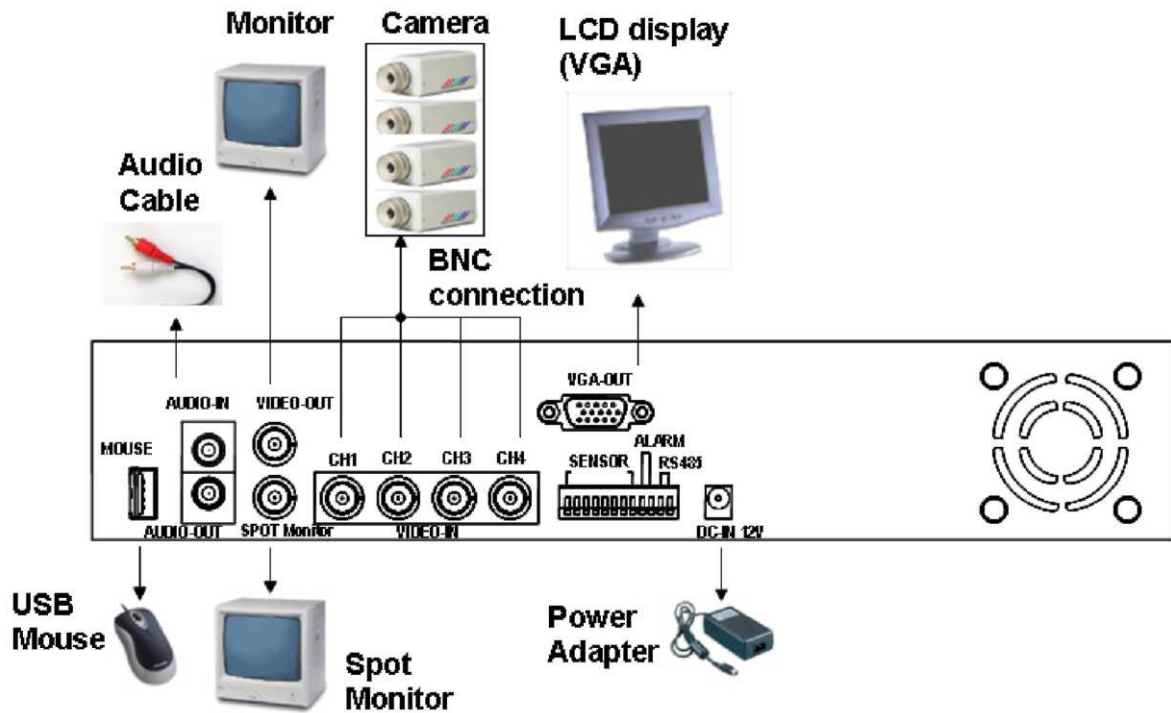 Monitor
Camera
LCD display
(VGA)
Audio
Cable
BNC
connection
VGA-OUT
AUDIO-IN
VIDEO-OUT
MOUSE
CH1
CH2
CH3
CH4
SENSOR
ALARM
RS485
AUDIO-OUT
SPOT Monitor
VIDEO-IN
DC-IN 12V
USB
Mouse
Spot
Monitor
Power
Adapter